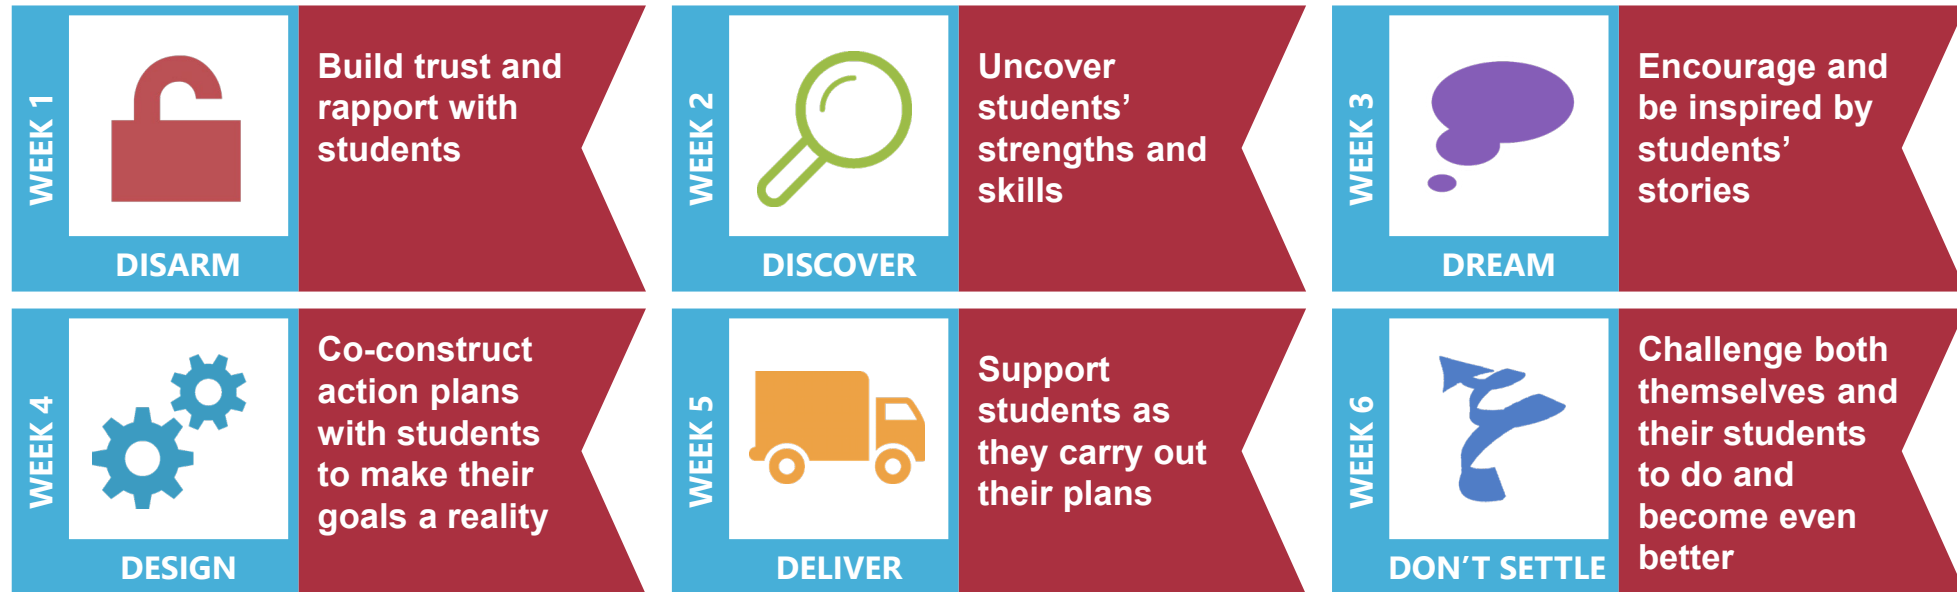 WEEK 1
Build trust and
rapport with
students
DISARM
WEEK 2
Uncover
students’
strengths and
skills
DISCOVER
WEEK 3
Encourage and
be inspired by
students’
stories
DREAM
WEEK 4
Co-construct
action plans
with students
to make their
goals a reality
DESIGN
WEEK 5
Support
students as
they carry out
their plans
DELIVER
WEEK 6
Challenge both
themselves and
their students
to do and
become even
better
DON’T SETTLE